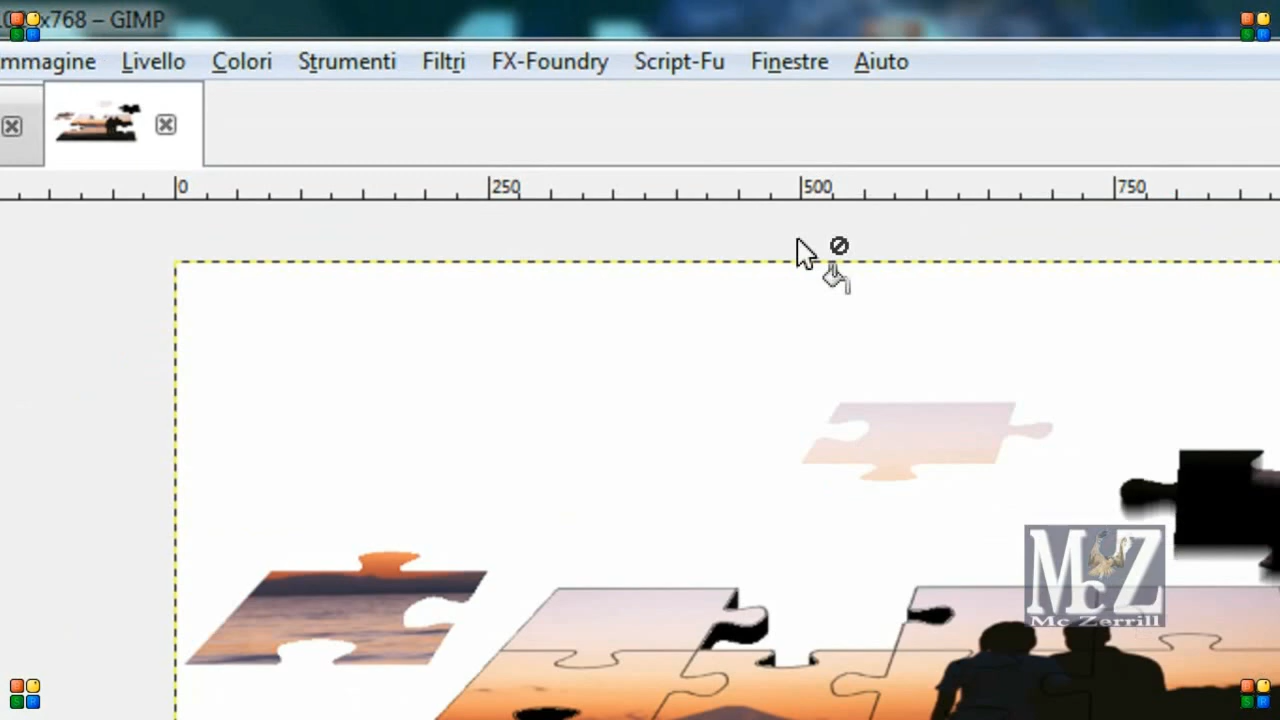 x768 – GIMP
mmagine Livello Colori Strumenti Filtri FX-Foundry Script-Fu Finestre Aiuto
0 250 500 750
McZ
Mc Zerrill